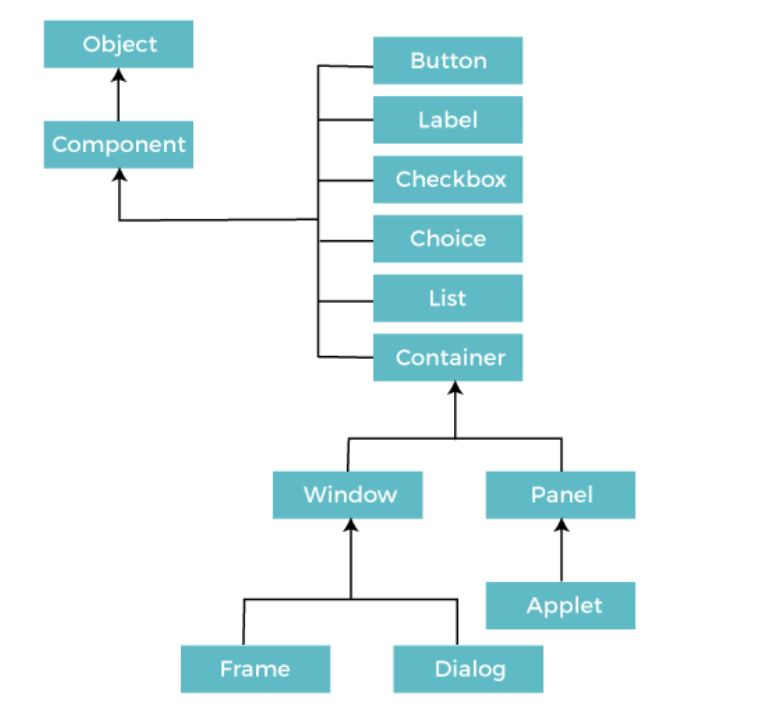 Object
Component
Button
Label
Checkbox
Choice
List
Container
Window
Panel
Applet
Frame
Dialog